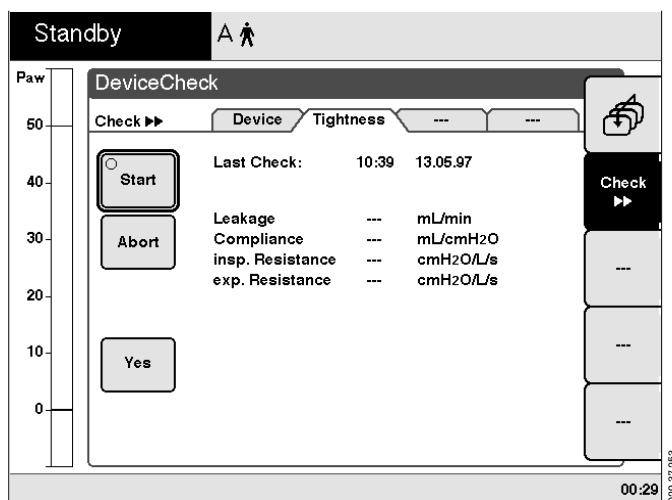 Standby A
Paw
DeviceCheck
Check ▶▶ Device Tightness --- ---
50
40
30
20
10
0
Start
Abort
Yes
Last Check: 10:39 13.05.97
Leakage --- mL/min
Compliance --- mL/cmH2O
insp. Resistance --- cmH2O/L/s
exp. Resistance --- cmH2O/L/s
Check
▶▶
---
---
---
00:29